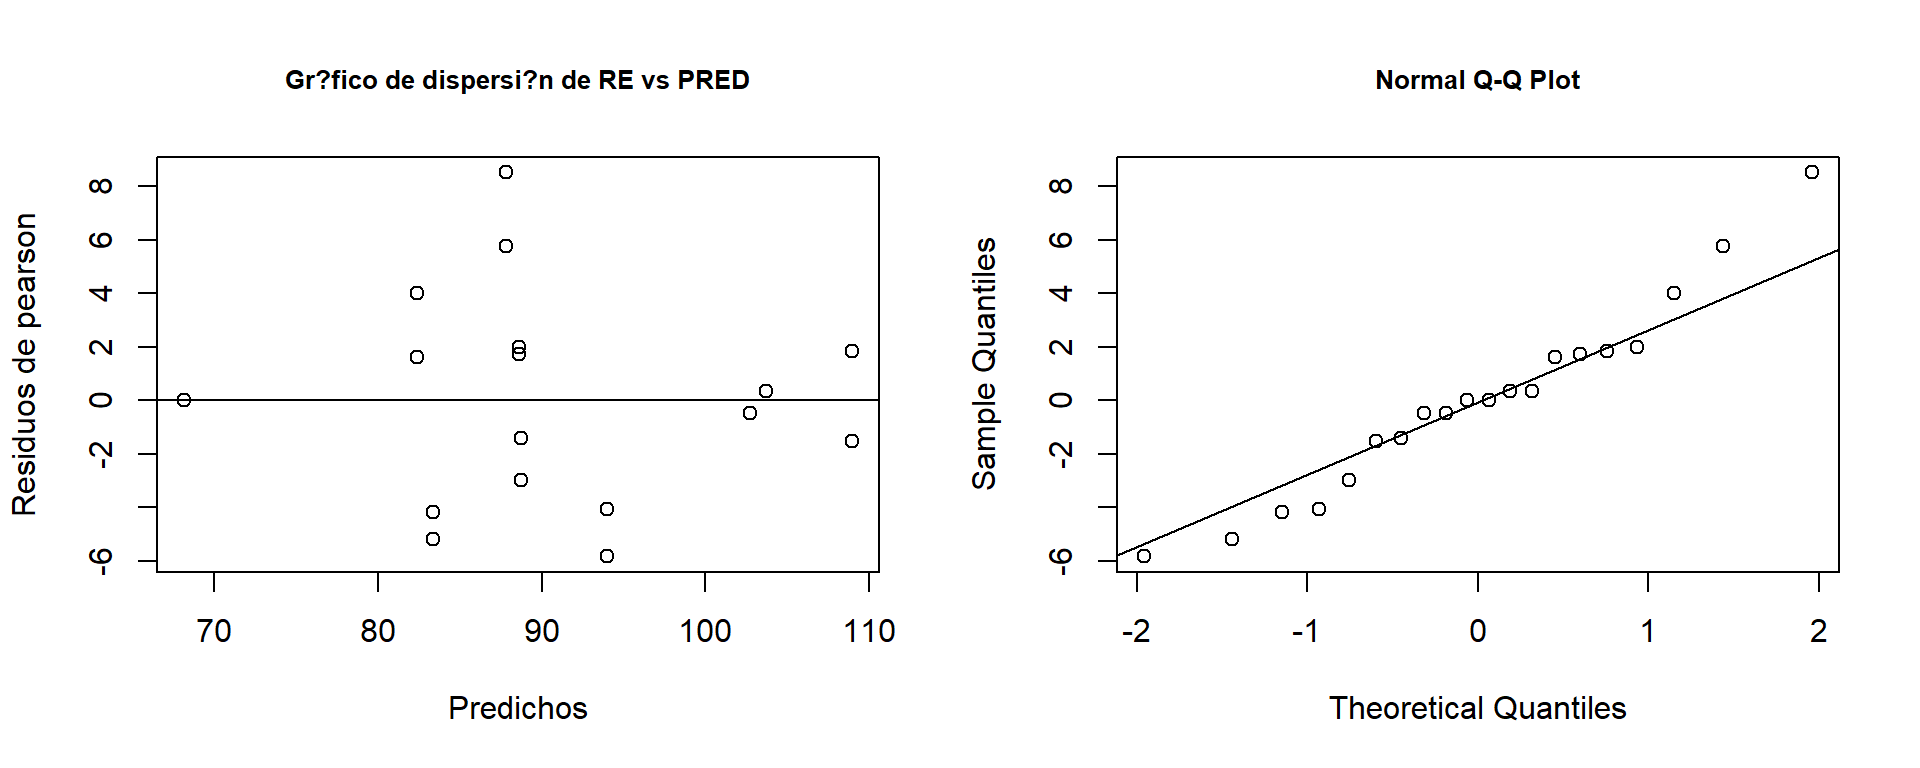 Gr?fico de dispersi?n de RE vs PRED
Residuos de pearson
8
6
4
2
0
-2
-6
70 80 90 100 110
Predichos
Normal Q-Q Plot
Sample Quantiles
8
6
4
2
0
-2
-6
-2 -1 0 1 2
Theoretical Quantiles